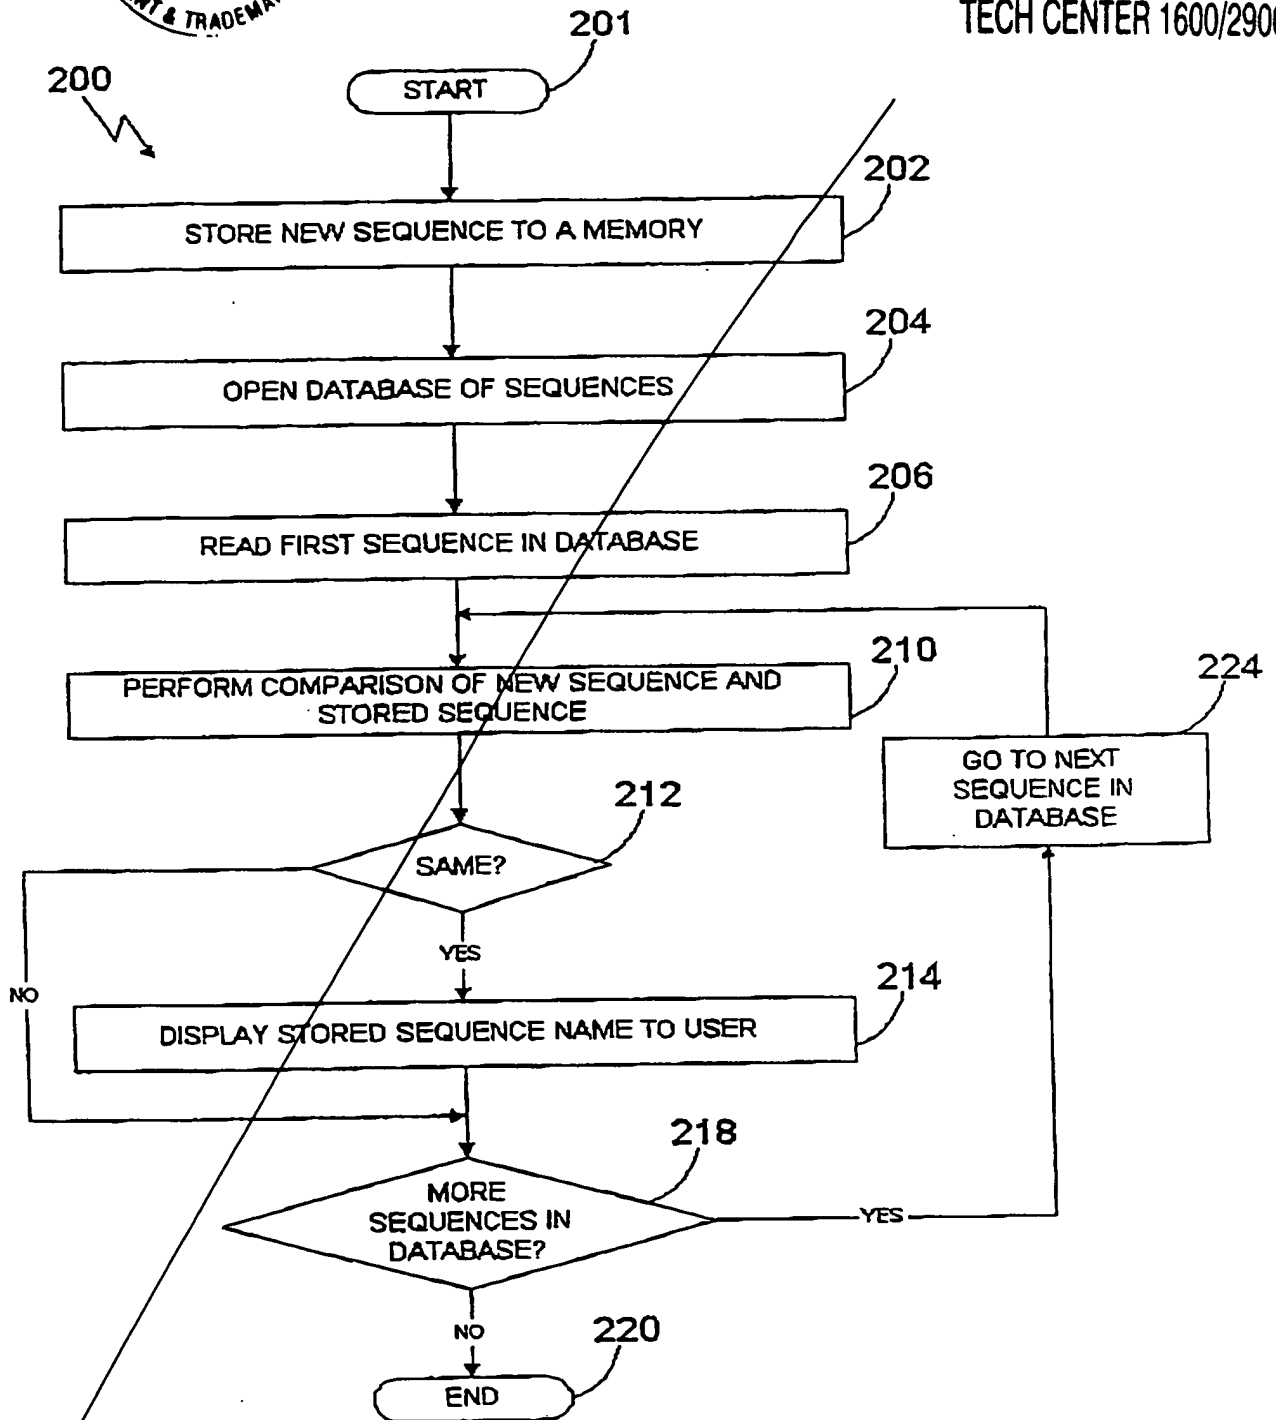 & TRADEMA
TECH CENTER 1600/290
201
200
START
202
STORE NEW SEQUENCE TO A MEMORY
204
OPEN DATABASE OF SEQUENCES
206
READ FIRST SEQUENCE IN DATABASE
210
PERFORM COMPARISON OF NEW SEQUENCE AND
STORED SEQUENCE
224
GO TO NEXT
SEQUENCE IN
DATABASE
212
SAME?
YES
NO
214
DISPLAY STORED SEQUENCE NAME TO USER
218
MORE
SEQUENCES IN
DATABASE?
YES
NO
220
END